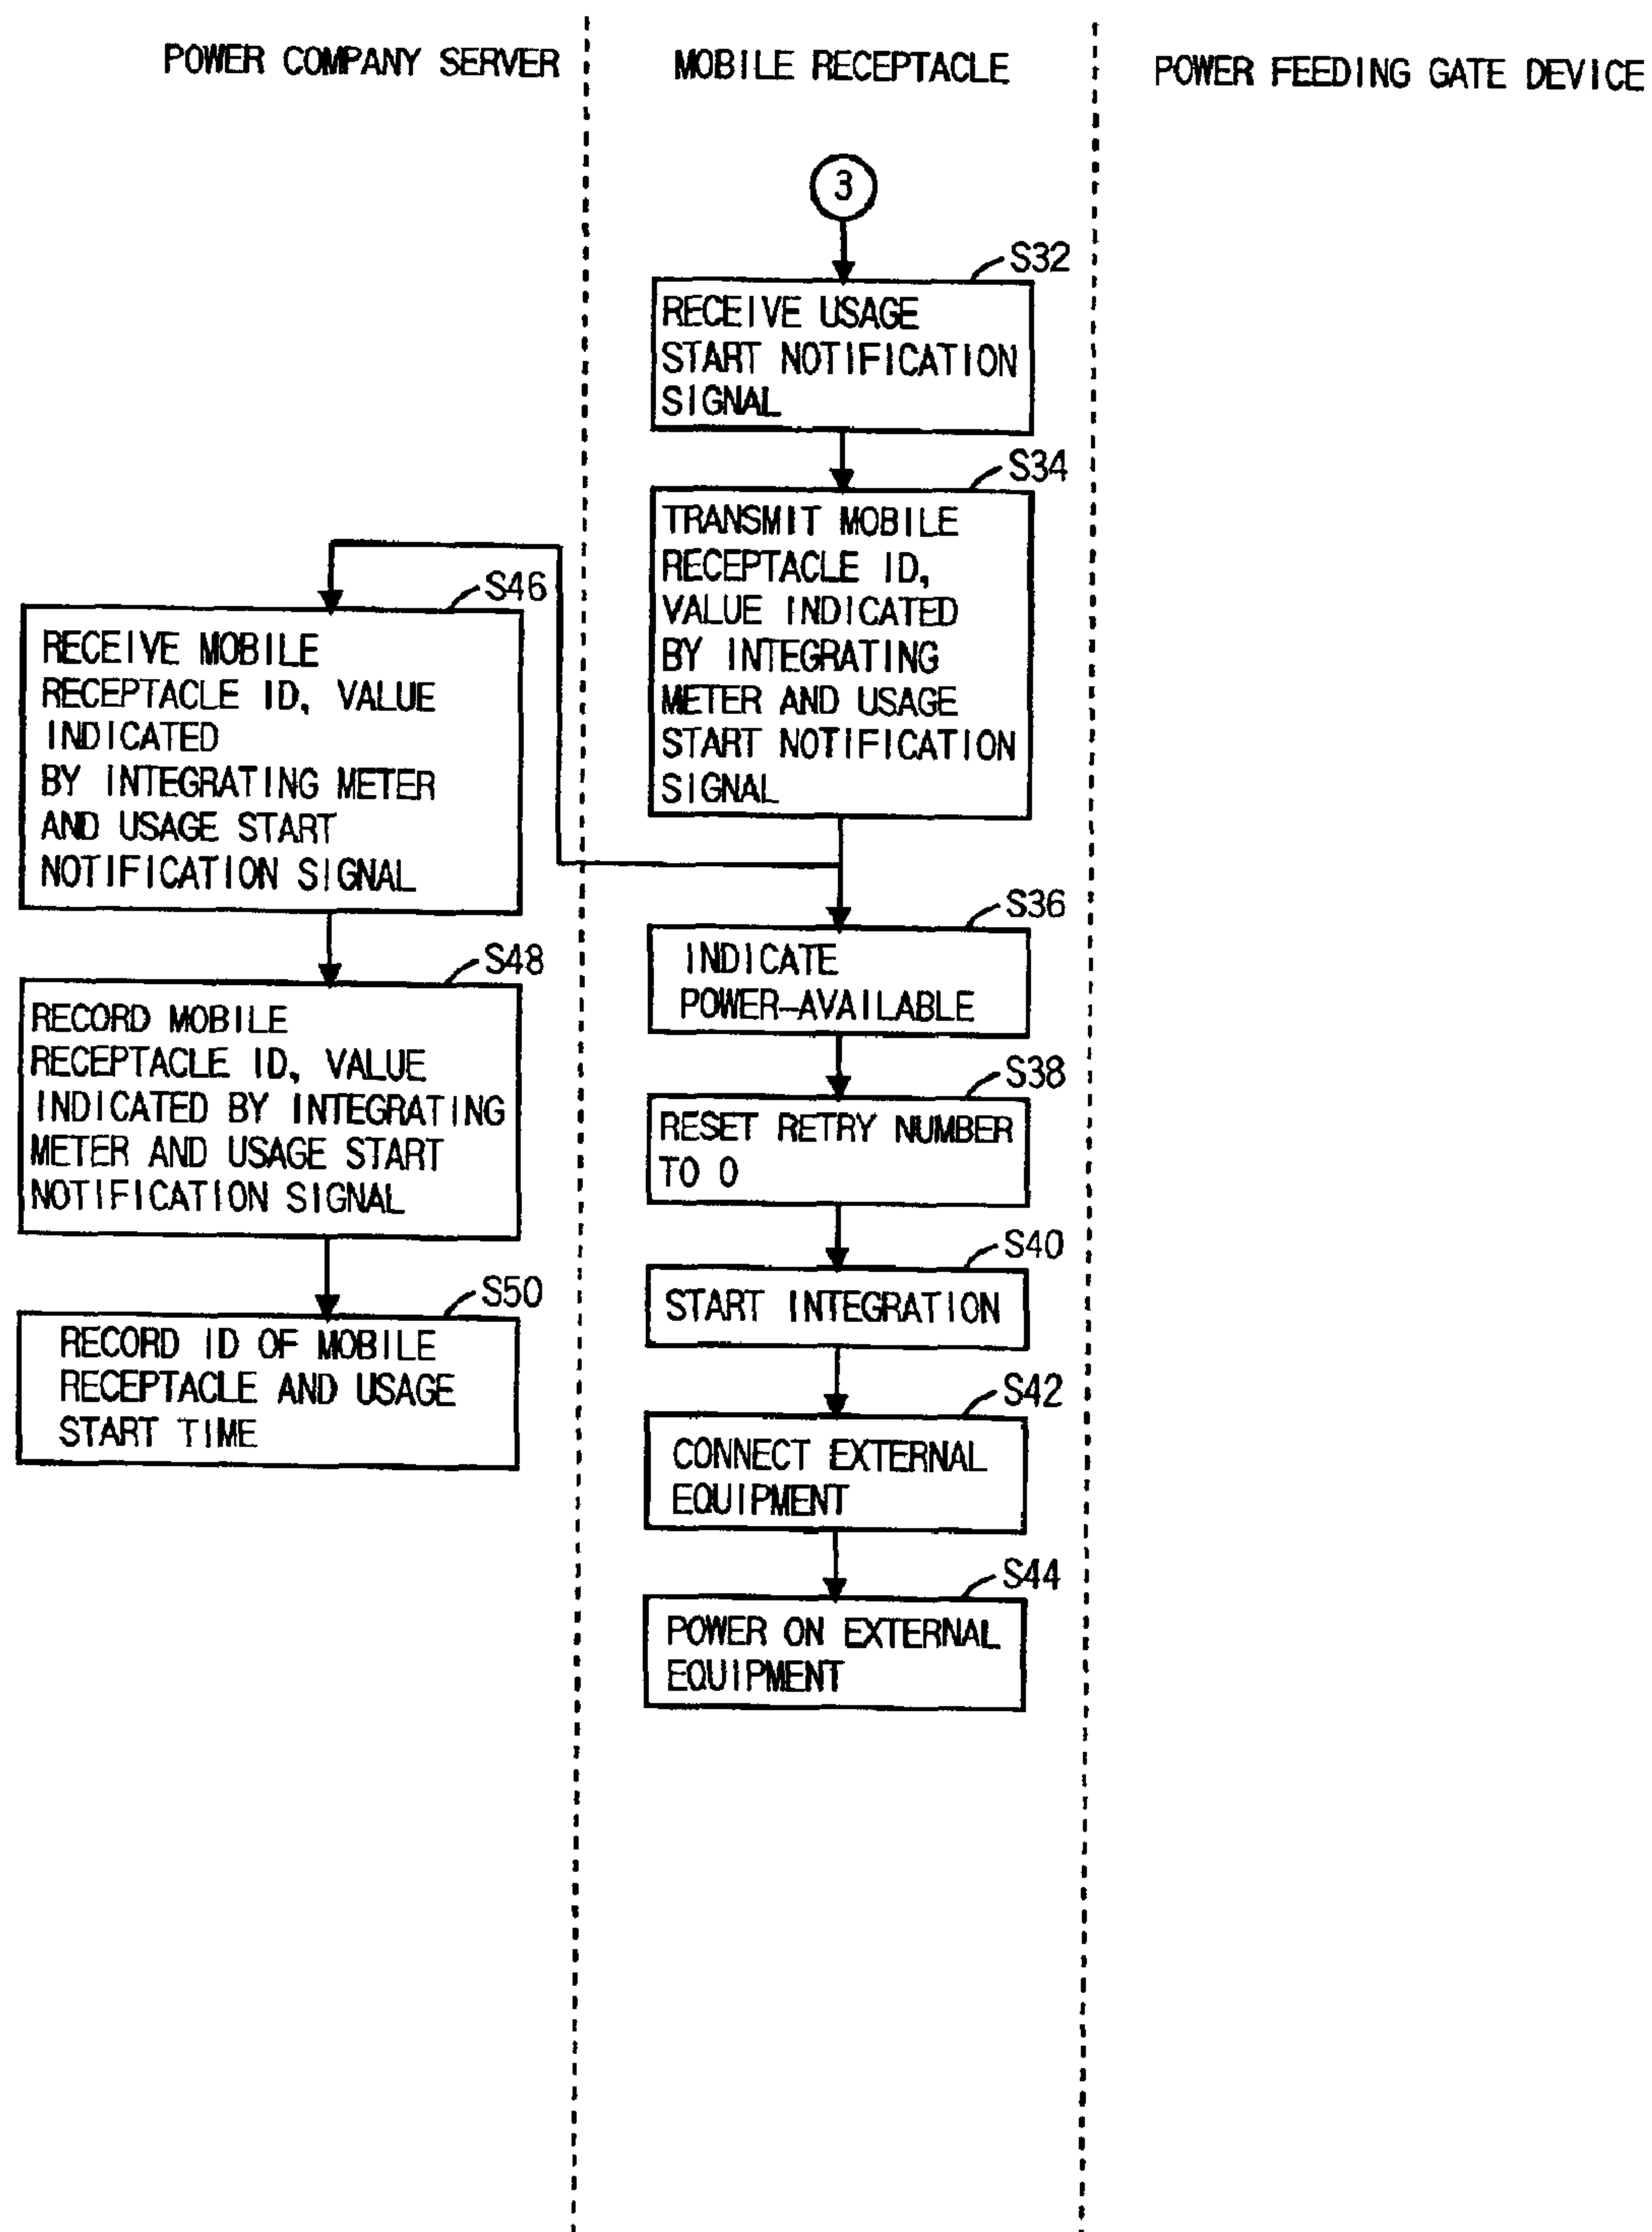 POWER COMPANY SERVER
MOBILE RECEPTACLE
POWER FEEDING GATE DEVICE
3
S32
RECEIVE USAGE
START NOTIFICATION
SIGNAL
S34
TRANSMIT MOBILE
RECEPTACLE ID,
VALUE INDICATED
BY INTEGRATING
METER AND USAGE
START NOTIFICATION
SIGNAL
S46
RECEIVE MOBILE
RECEPTACLE ID, VALUE
INDICATED
BY INTEGRATING METER
AND USAGE START
NOTIFICATION SIGNAL
S36
INDICATE
POWER-AVAILABLE
S48
RECORD MOBILE
RECEPTACLE ID, VALUE
INDICATED BY INTEGRATING
METER AND USAGE START
NOTIFICATION SIGNAL
S38
RESET RETRY NUMBER
TO 0
S40
START INTEGRATION
S50
RECORD ID OF MOBILE
RECEPTACLE AND USAGE
START TIME
S42
CONNECT EXTERNAL
EQUIPMENT
S44
POWER ON EXTERNAL
EQUIPMENT